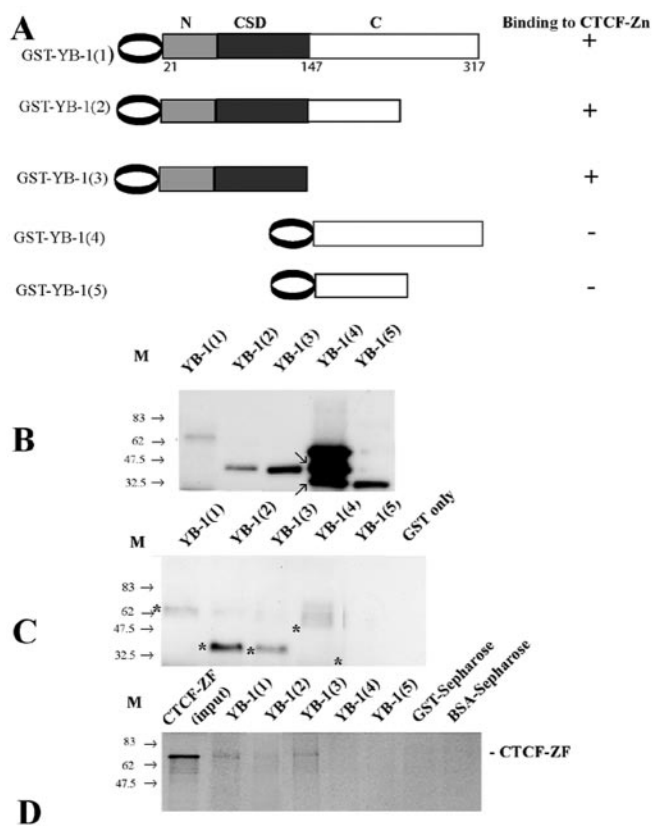 A
N CSD C Binding to CTCF-Zn
GST-YB-1(1) +
21 147 317
GST-YB-1(2) +
GST-YB-1(3) +
GST-YB-1(4) -
GST-YB-1(5) -
M YB-1(1) YB-1(2) YB-1(3) YB-1(4) YB-1(5)
83 →
62 →
47.5 →
32.5 →
B
M YB-1(1) YB-1(2) YB-1(3) YB-1(4) YB-1(5) GST only
83 →
62 → *
47.5 → *
32.5 → * * *
C
M CTCF-ZF (input) YB-1(1) YB-1(2) YB-1(3) YB-1(4) YB-1(5) GST-Sepharose BSA-Sepharose
83 →
62 →
47.5 →
- CTCF-ZF
D